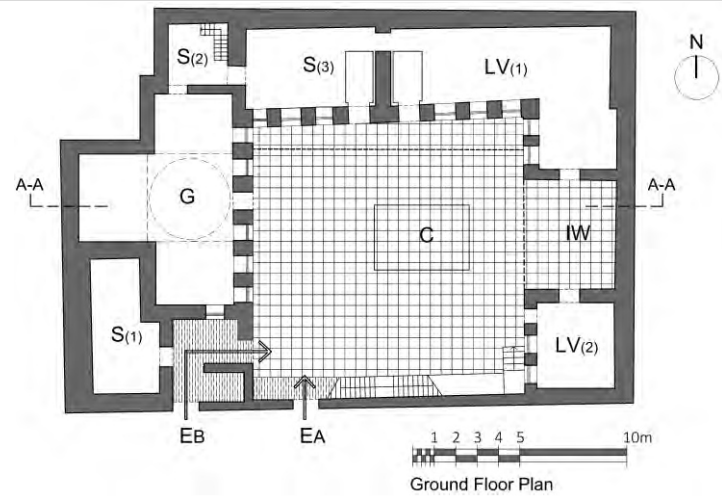 S(2)
S(3)
LV(1)
N
A-A
A-A
G
C
IW
S(1)
LV(2)
EB
EA
1 2 3 4 5 10m
Ground Floor Plan